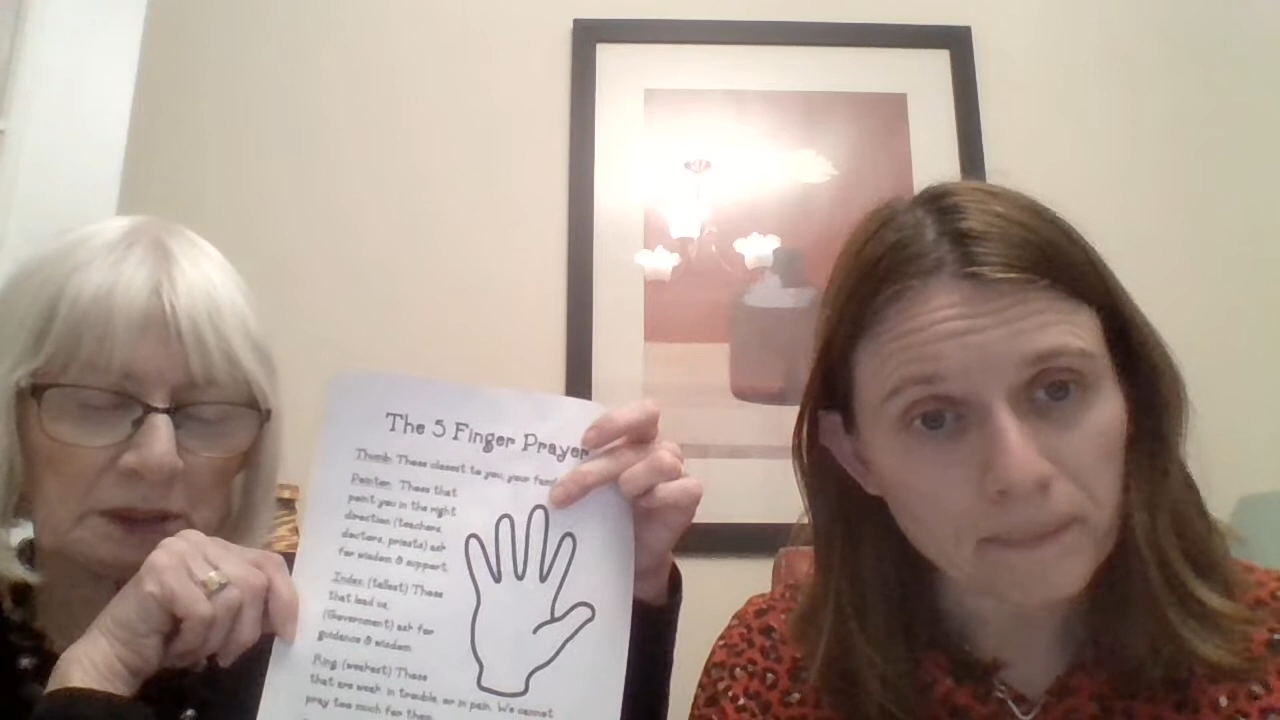 The 5 Finger Prayer
Thumb: Those closest to you, your
Pointer: Those that
point you in the right
direction (teachers,
doctors, priests) ask
for wisdom & support.
Index: (tallest) Those
that lead us,
(Government) ask for
guidance & wisdom
Ring: (weakest) Those
that are weak, in trouble, or in pain. We cannot
pray too much for them.